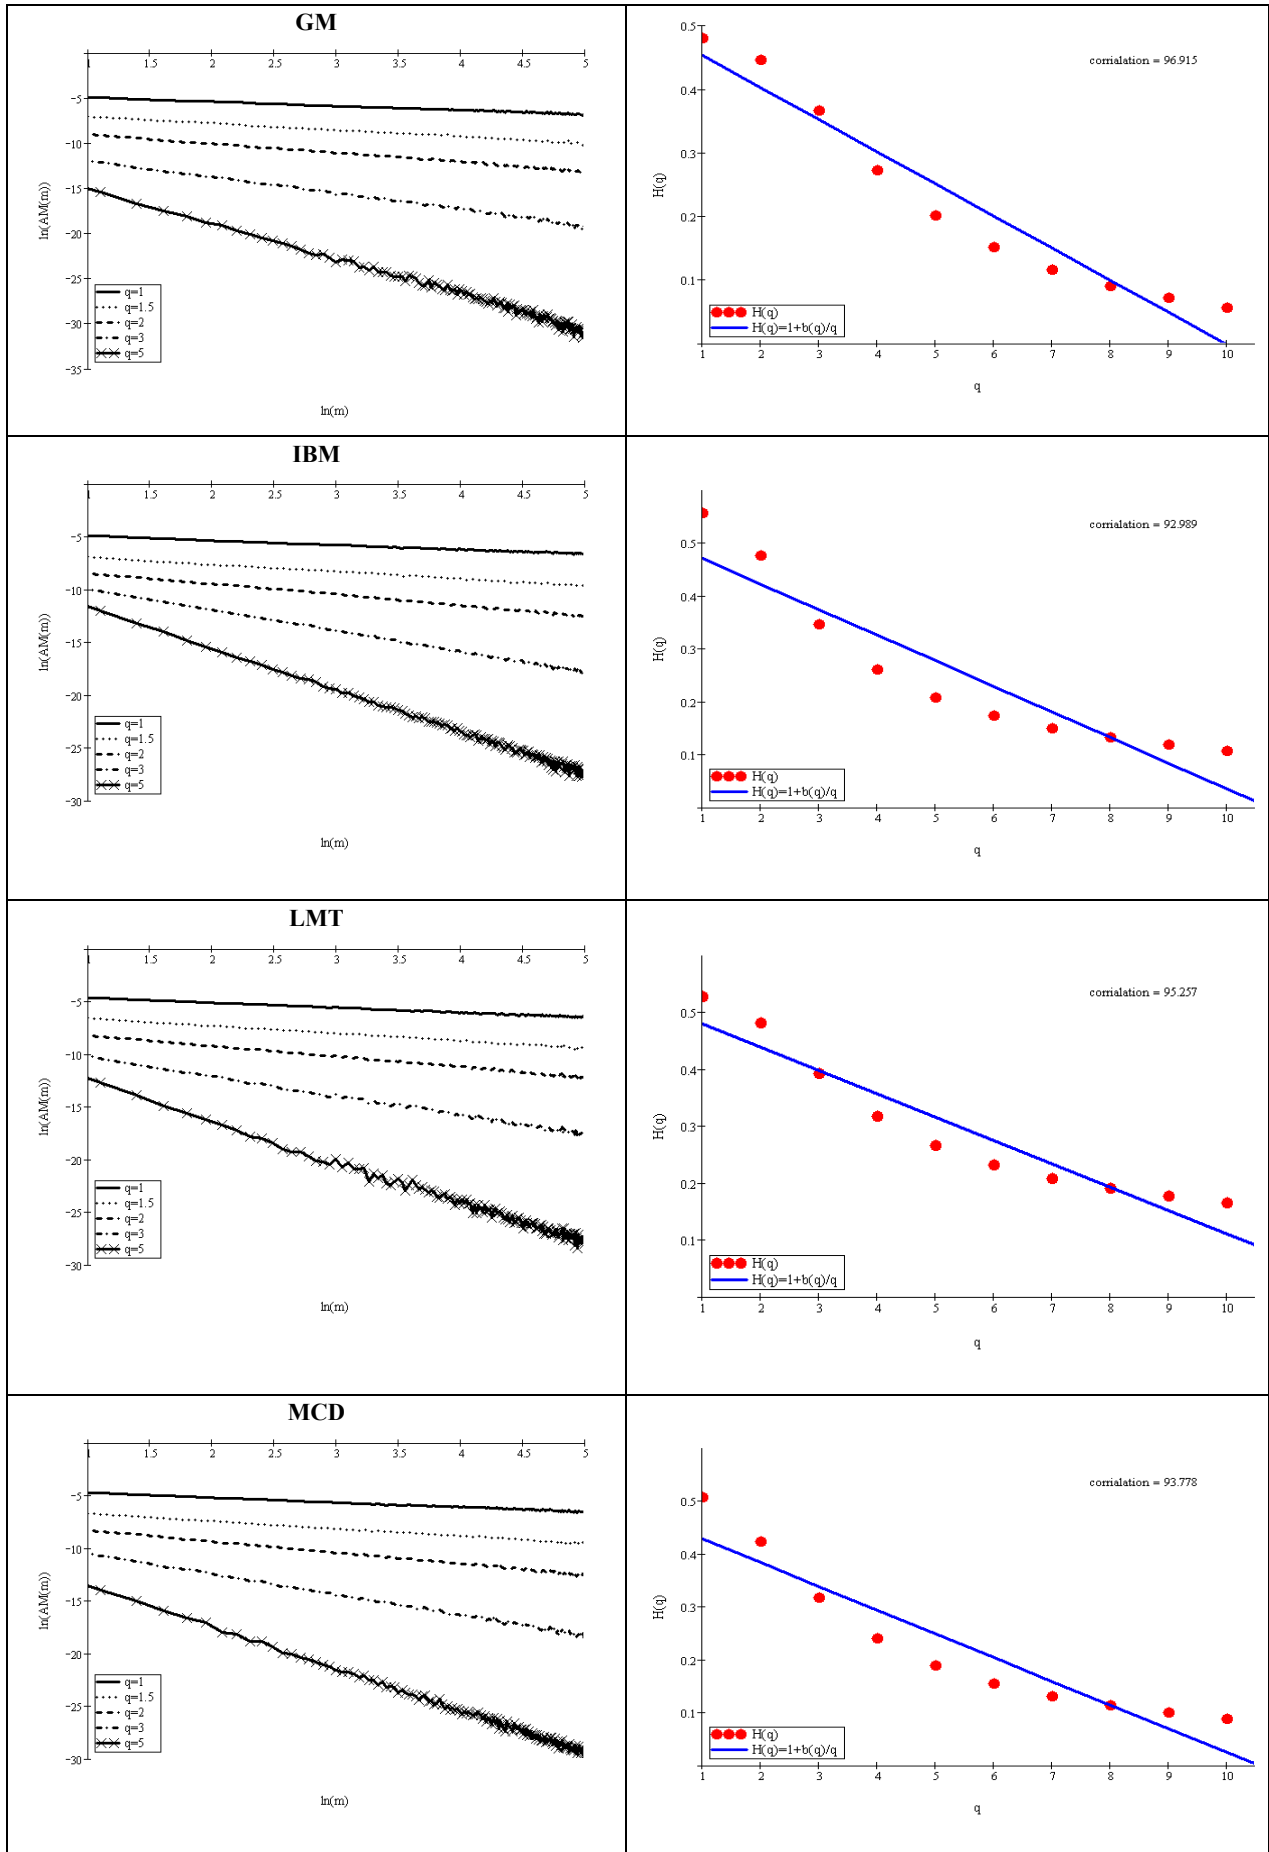 GM
1 1.5 2 2.5 3 3.5 4 4.5 5
-5
-10
-15
-20
-25
-30
-35
ln(AM(m))
q=1
q=1.5
q=2
q=3
q=5
ln(m)
0.5
0.4
0.3
0.2
0.1
H(q)
corrialation = 96.915
H(q)
H(q)=1+b(q)/q
1 2 3 4 5 6 7 8 9 10
q
IBM
1 1.5 2 2.5 3 3.5 4 4.5 5
-5
-10
-15
-20
-25
-30
ln(AM(m))
q=1
q=1.5
q=2
q=3
q=5
ln(m)
0.5
0.4
0.3
0.2
0.1
H(q)
corrialation = 92.989
H(q)
H(q)=1+b(q)/q
1 2 3 4 5 6 7 8 9 10
q
LMT
1 1.5 2 2.5 3 3.5 4 4.5 5
-5
-10
-15
-20
-25
-30
ln(AM(m))
q=1
q=1.5
q=2
q=3
q=5
ln(m)
0.5
0.4
0.3
0.2
0.1
H(q)
corrialation = 95.257
H(q)
H(q)=1+b(q)/q
1 2 3 4 5 6 7 8 9 10
q
MCD
1 1.5 2 2.5 3 3.5 4 4.5 5
-5
-10
-15
-20
-25
-30
ln(AM(m))
q=1
q=1.5
q=2
q=3
q=5
ln(m)
0.5
0.4
0.3
0.2
0.1
H(q)
corrialation = 93.778
H(q)
H(q)=1+b(q)/q
1 2 3 4 5 6 7 8 9 10
q